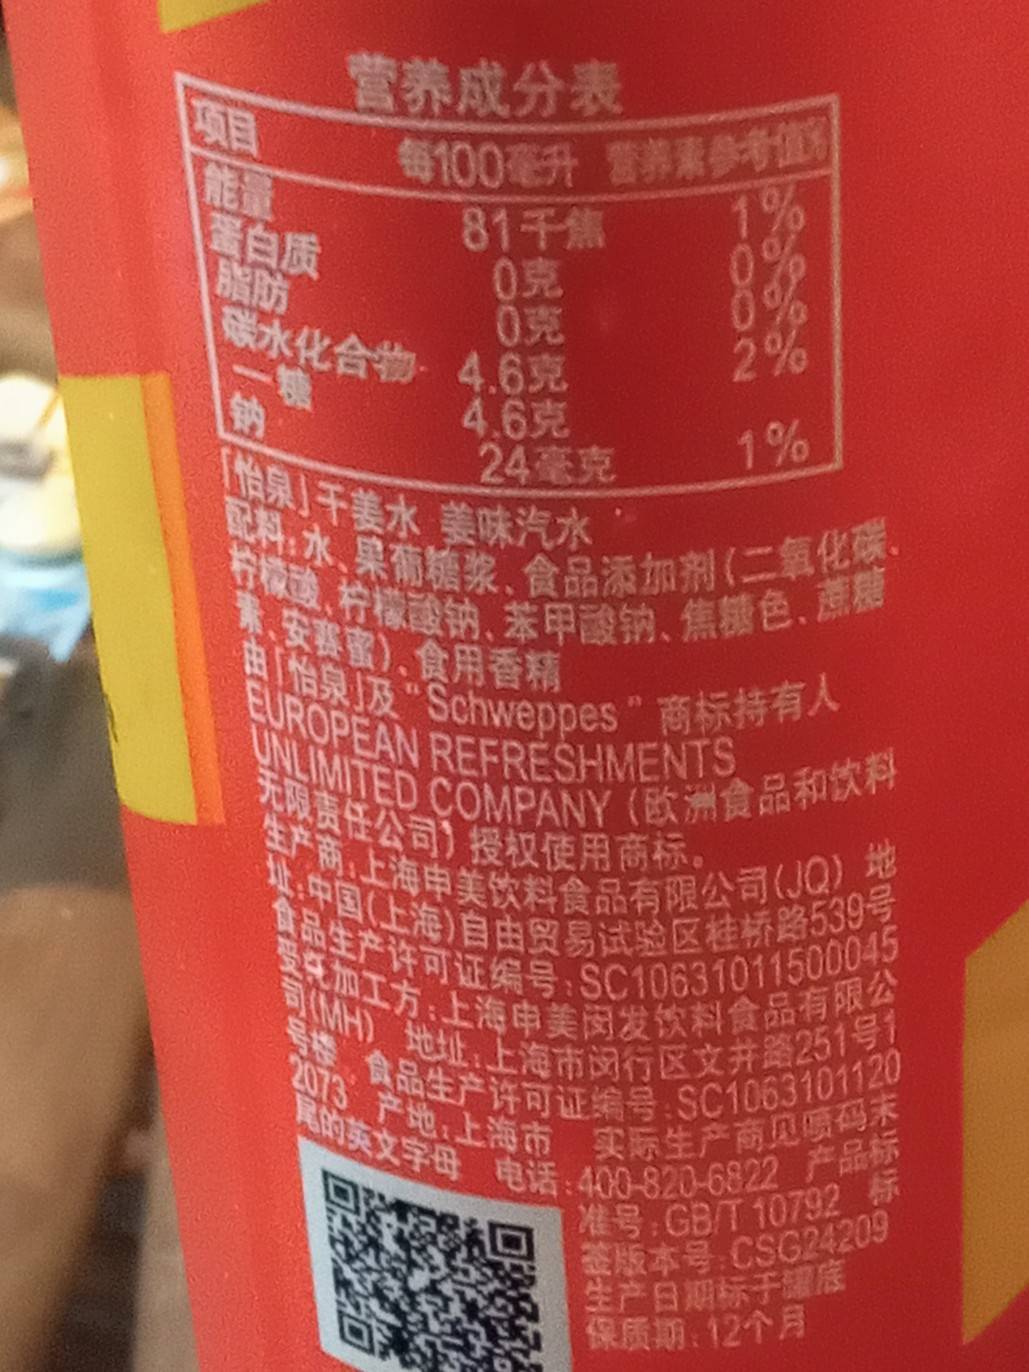 营养成分表
项目 每100毫升 营养素参考值%
能量 81千焦 1%
蛋白质 0克 0%
脂肪 0克 0%
碳水化合物 4.6克 2%
一糖 4.6克
钠 24毫克 1%
「怡泉」干姜水 姜味汽水
配料:水、果葡糖浆、食品添加剂(二氧化碳、
柠檬酸、柠檬酸钠、苯甲酸钠、焦糖色、蔗糖
素、安赛蜜)、食用香精
由「怡泉」及“Schweppes”商标持有人
EUROPEAN REFRESHMENTS
UNLIMITED COMPANY (欧洲食品和饮料
无限责任公司) 授权使用商标。
生产商:上海申美饮料食品有限公司(JQ) 地
址:中国(上海)自由贸易试验区桂桥路539号
食品生产许可证编号:SC10631011500045
受托加工方:上海申美闵发饮料食品有限公
司(MH) 地址:上海市闵行区文井路251号1
号楼 食品生产许可证编号:SC1063101120
2073 产地:上海市 实际生产商见喷码末
尾的英文字母 电话:400-820-6822 产品标
准号:GB/T 10792 标
签版本号:CSG24209
生产日期标于罐底
保质期:12个月